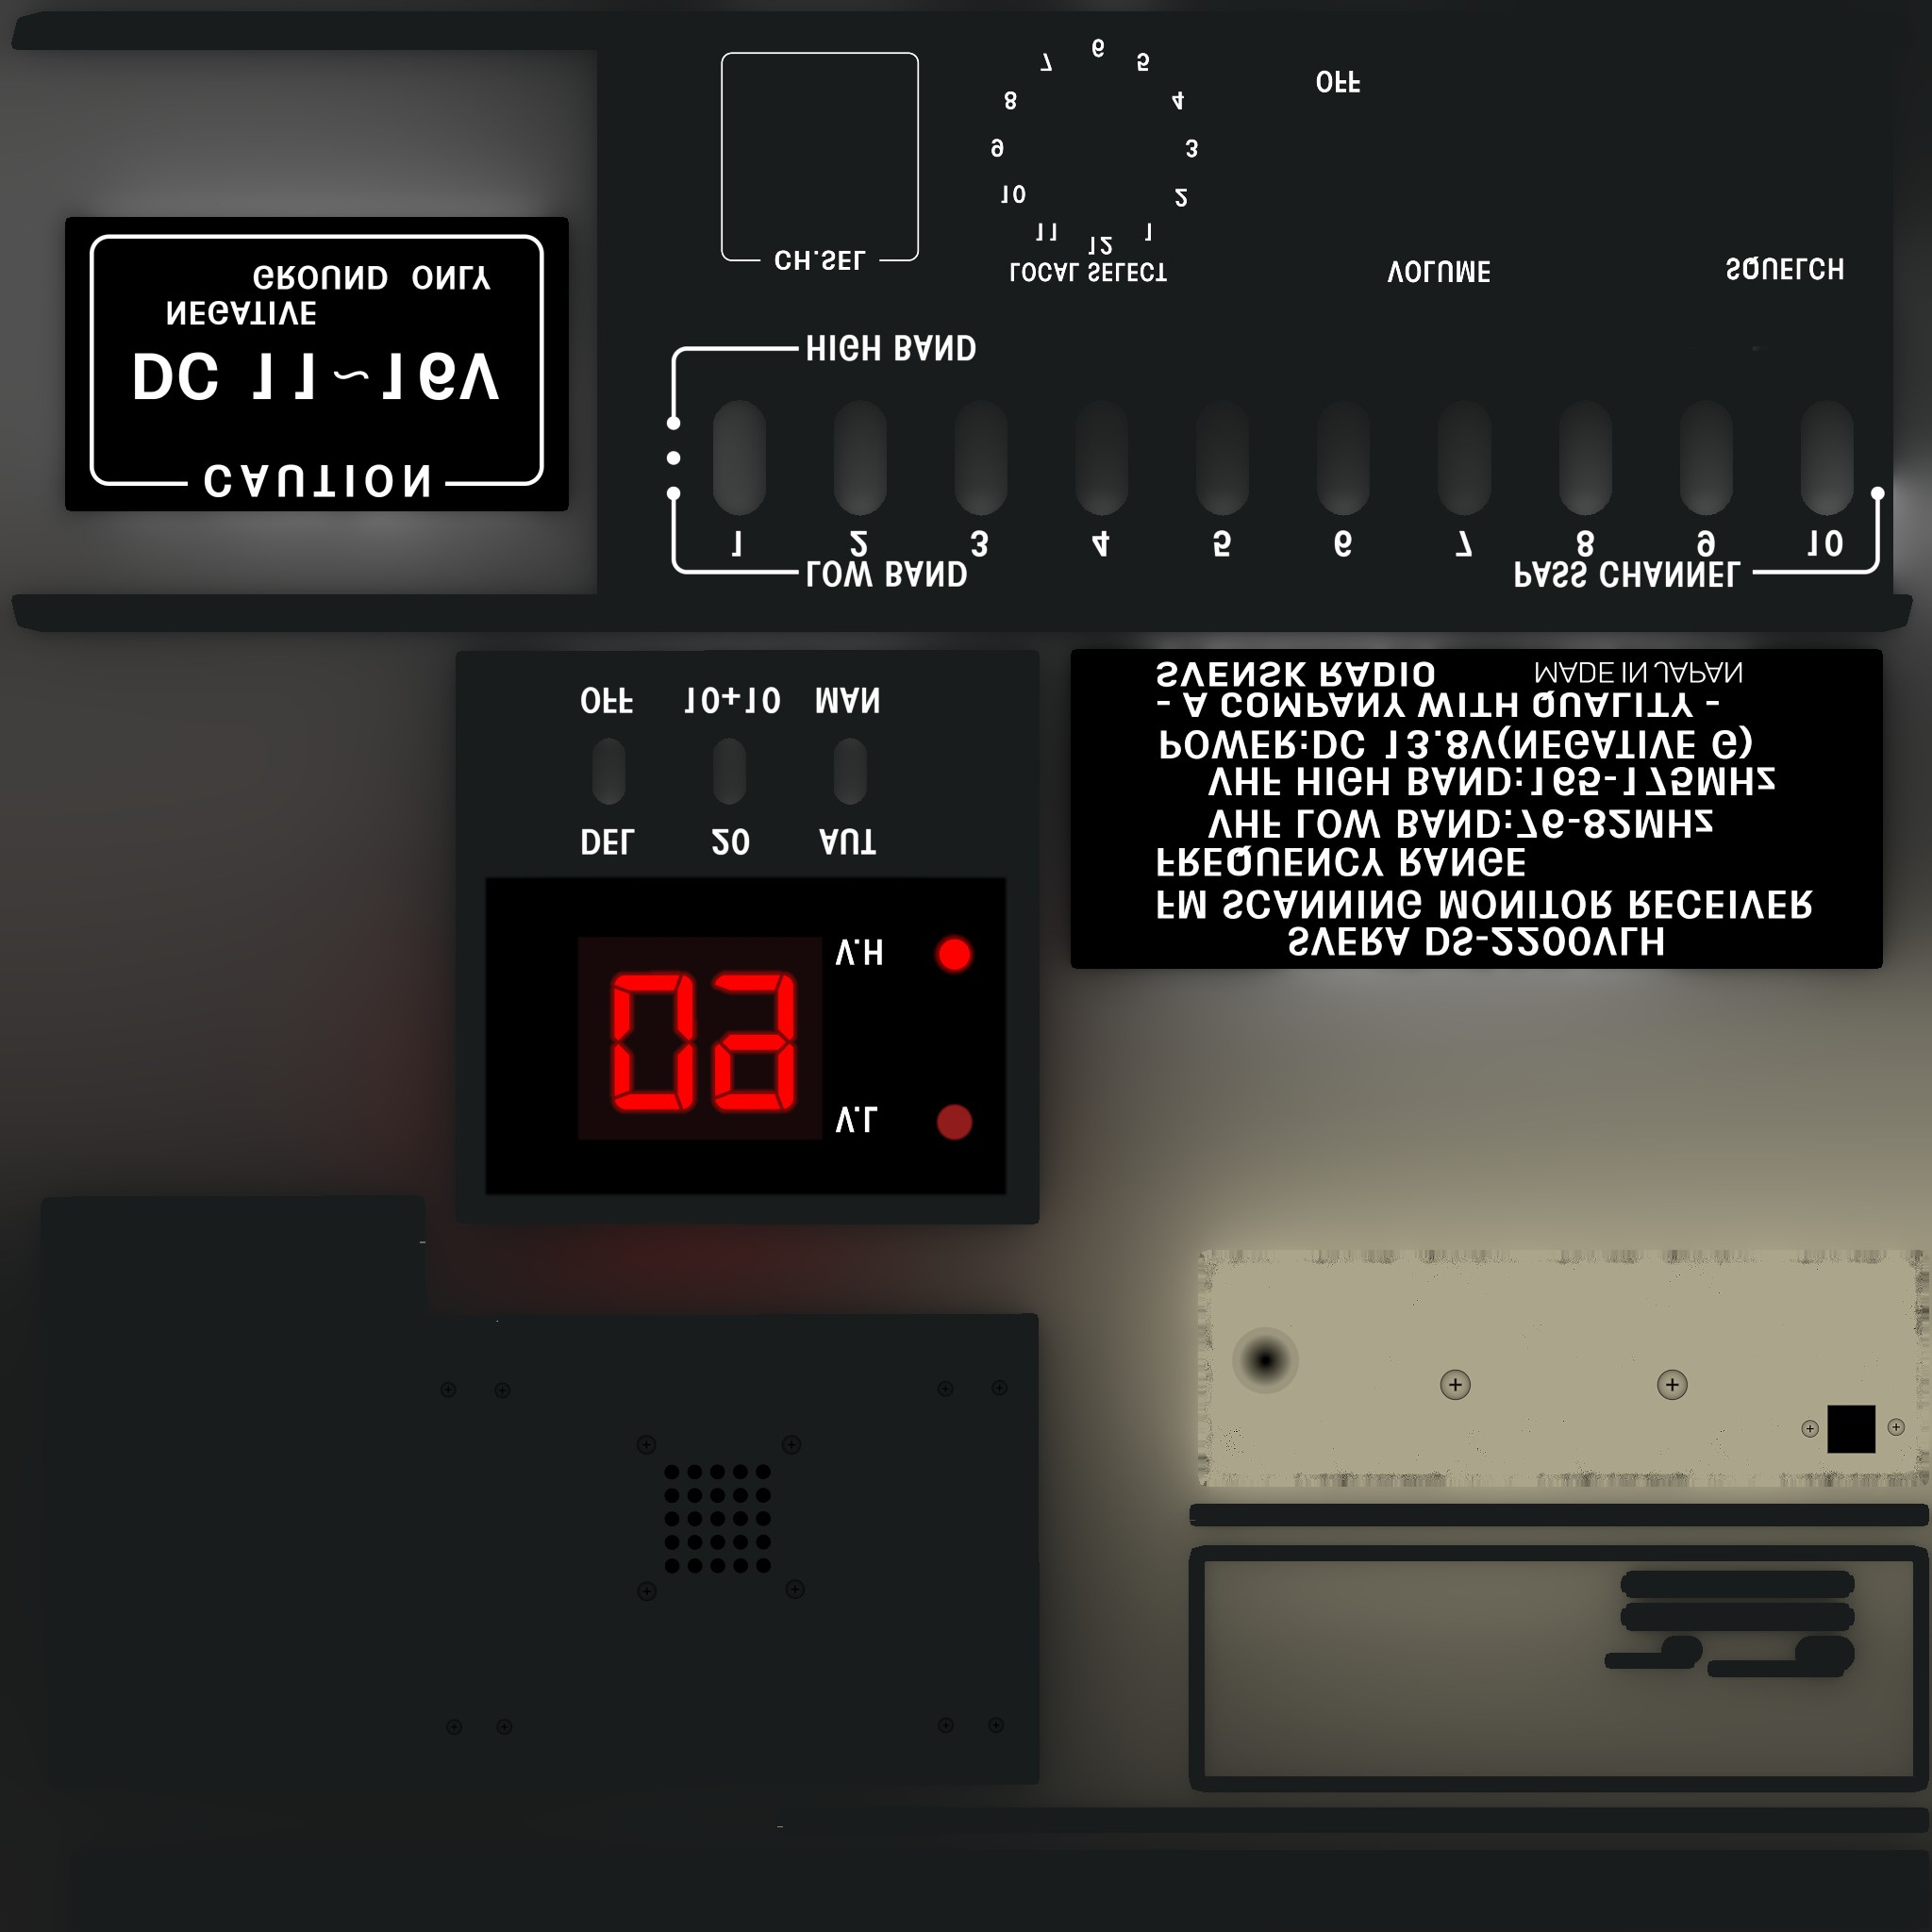 CAUTION
DC 11~16V
NEGATIVE
GROUND ONLY
CH.SEL
LOCAL SELECT
12
11 1
10 2
9 3
8 4
7 5
6
VOLUME
OFF
SQUELCH
LOW BAND
PASS CHANNEL
1 2 3 4 5 6 7 8 9 10
HIGH BAND
V.L
09
V.H
DEL 20 AUT
OFF 10+10 MAN
SVERA DS-2200VLH
FM SCANNING MONITOR RECEIVER
FREQUENCY RANGE
VHF LOW BAND:76-82MHz
VHF HIGH BAND:165-175MHz
POWER:DC 13.8V(NEGATIVE G)
- A COMPANY WITH QUALITY -
SVENSK RADIO MADE IN JAPAN